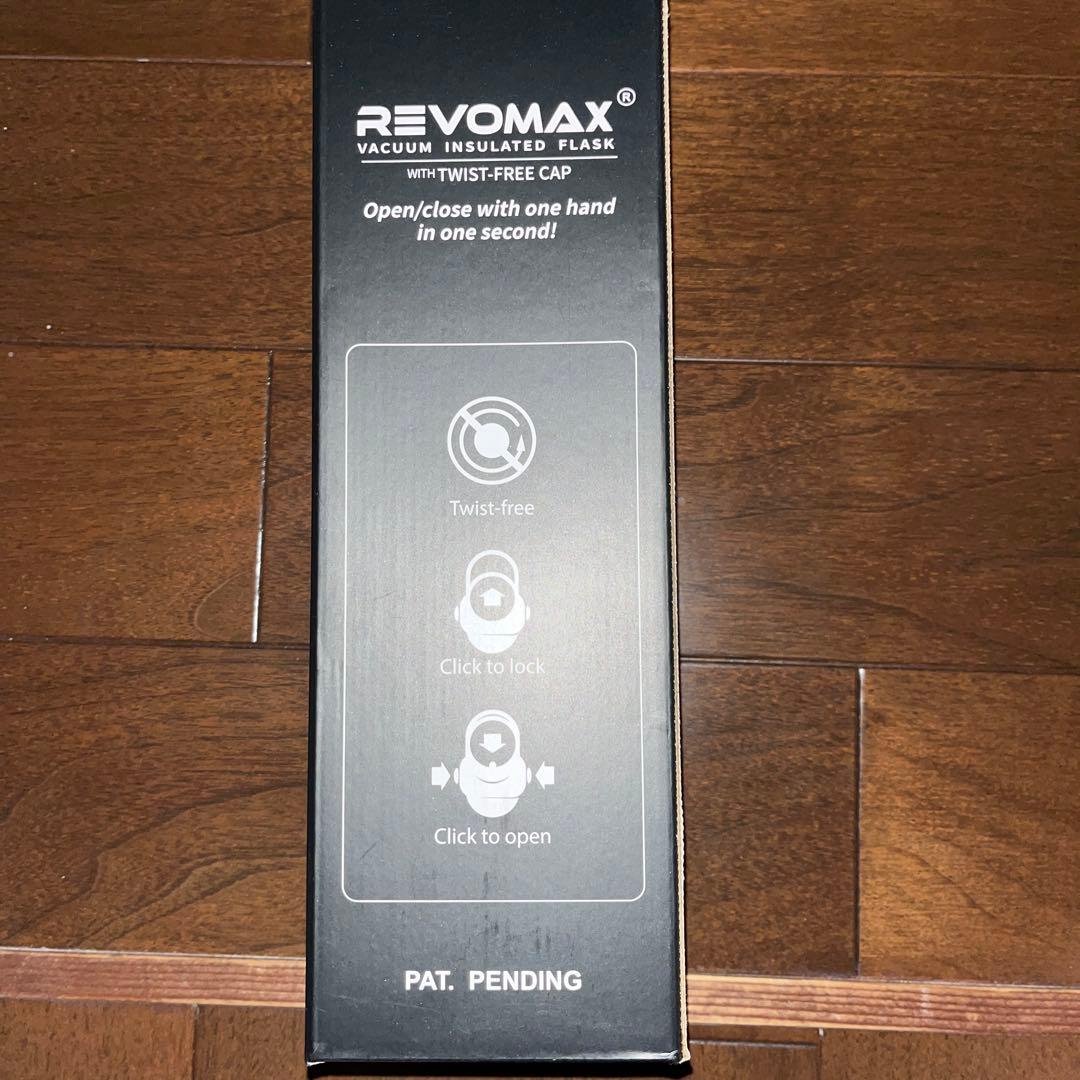 REVOMAX®
VACUUM INSULATED FLASK
WITH TWIST-FREE CAP
Open/close with one hand
in one second!
Twist-free
Click to lock
Click to open
PAT. PENDING